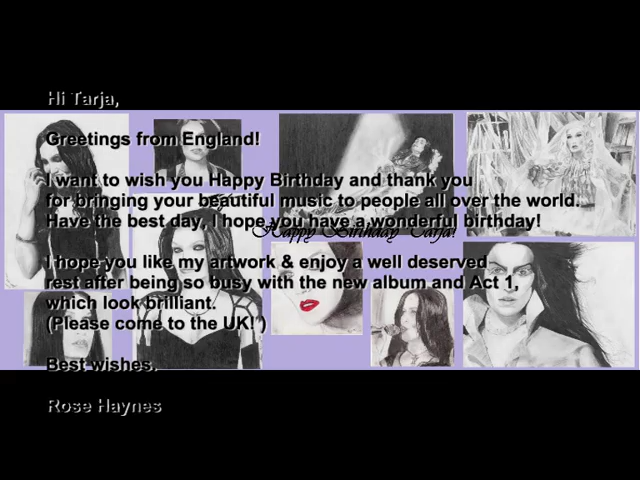 Hi Tarja,
Greetings from England!
I want to wish you Happy Birthday and thank you
for bringing your beautiful music to people all over the world.
Have the best day, I hope you have a wonderful birthday!
Happy Birthday Tarja!
I hope you like my artwork & enjoy a well deserved
rest after being so busy with the new album and Act 1,
which look brilliant.
(Please come to the UK!')
Best wishes.
Rose Haynes